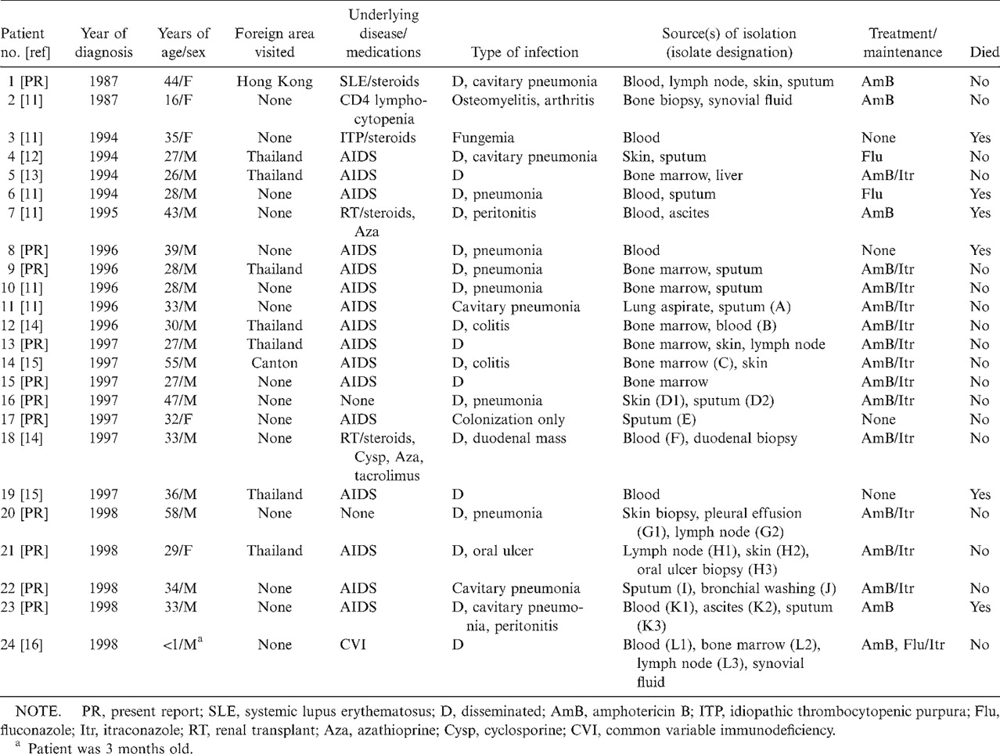 Underlying
Patient Year of Years of Foreign area disease/ Source(s) of isolation Treatment/
no. [ref] diagnosis age/sex visited medications Type of infection (isolate designation) maintenance Died
1 [PR] 1987 44/F Hong Kong SLE/steroids D, cavitary pneumonia Blood, lymph node, skin, sputum AmB No
2 [11] 1987 16/F None CD4 lympho- Osteomyelitis, arthritis Bone biopsy, synovial fluid AmB No
cytopenia
3 [11] 1994 35/F None ITP/steroids Fungemia Blood None Yes
4 [12] 1994 27/M Thailand AIDS D, cavitary pneumonia Skin, sputum Flu No
5 [13] 1994 26/M Thailand AIDS D Bone marrow, liver AmB/Itr No
6 [11] 1994 28/M None AIDS D, pneumonia Blood, sputum Flu Yes
7 [11] 1995 43/M None RT/steroids, D, peritonitis Blood, ascites AmB Yes
Aza
8 [PR] 1996 39/M None AIDS D, pneumonia Blood None Yes
9 [PR] 1996 28/M Thailand AIDS D, pneumonia Bone marrow, sputum AmB/Itr No
10 [11] 1996 28/M None AIDS D, pneumonia Bone marrow, sputum AmB/Itr No
11 [11] 1996 33/M None AIDS Cavitary pneumonia Lung aspirate, sputum (A) AmB/Itr No
12 [14] 1996 30/M Thailand AIDS D, colitis Bone marrow, blood (B) AmB/Itr No
13 [PR] 1997 27/M Thailand AIDS D Bone marrow, skin, lymph node AmB/Itr No
14 [15] 1997 55/M Canton AIDS D, colitis Bone marrow (C), skin AmB/Itr No
15 [PR] 1997 27/M None AIDS D Bone marrow AmB/Itr No
16 [PR] 1997 47/M None None D, pneumonia Skin (D1), sputum (D2) AmB/Itr No
17 [PR] 1997 32/F None AIDS Colonization only Sputum (E) None No
18 [14] 1997 33/M None RT/steroids, D, duodenal mass Blood (F), duodenal biopsy AmB/Itr No
Cysp, Aza,
tacrolimus
19 [15] 1997 36/M Thailand AIDS D Blood None Yes
20 [PR] 1998 58/M None None D, pneumonia Skin biopsy, pleural effusion AmB/Itr No
(G1), lymph node (G2)
21 [PR] 1998 29/F Thailand AIDS D, oral ulcer Lymph node (H1), skin (H2), AmB/Itr No
oral ulcer biopsy (H3)
22 [PR] 1998 34/M None AIDS Cavitary pneumonia Sputum (I), bronchial washing (J) AmB/Itr No
23 [PR] 1998 33/M None AIDS D, cavitary pneumo- Blood (K1), ascites (K2), sputum AmB Yes
nia, peritonitis (K3)
24 [16] 1998 <1/Mᵃ None CVI D Blood (L1), bone marrow (L2), AmB, Flu/Itr No
lymph node (L3), synovial
fluid
NOTE. PR, present report; SLE, systemic lupus erythematosus; D, disseminated; AmB, amphotericin B; ITP, idiopathic thrombocytopenic purpura; Flu,
fluconazole; Itr, itraconazole; RT, renal transplant; Aza, azathioprine; Cysp, cyclosporine; CVI, common variable immunodeficiency.
ᵃ Patient was 3 months old.